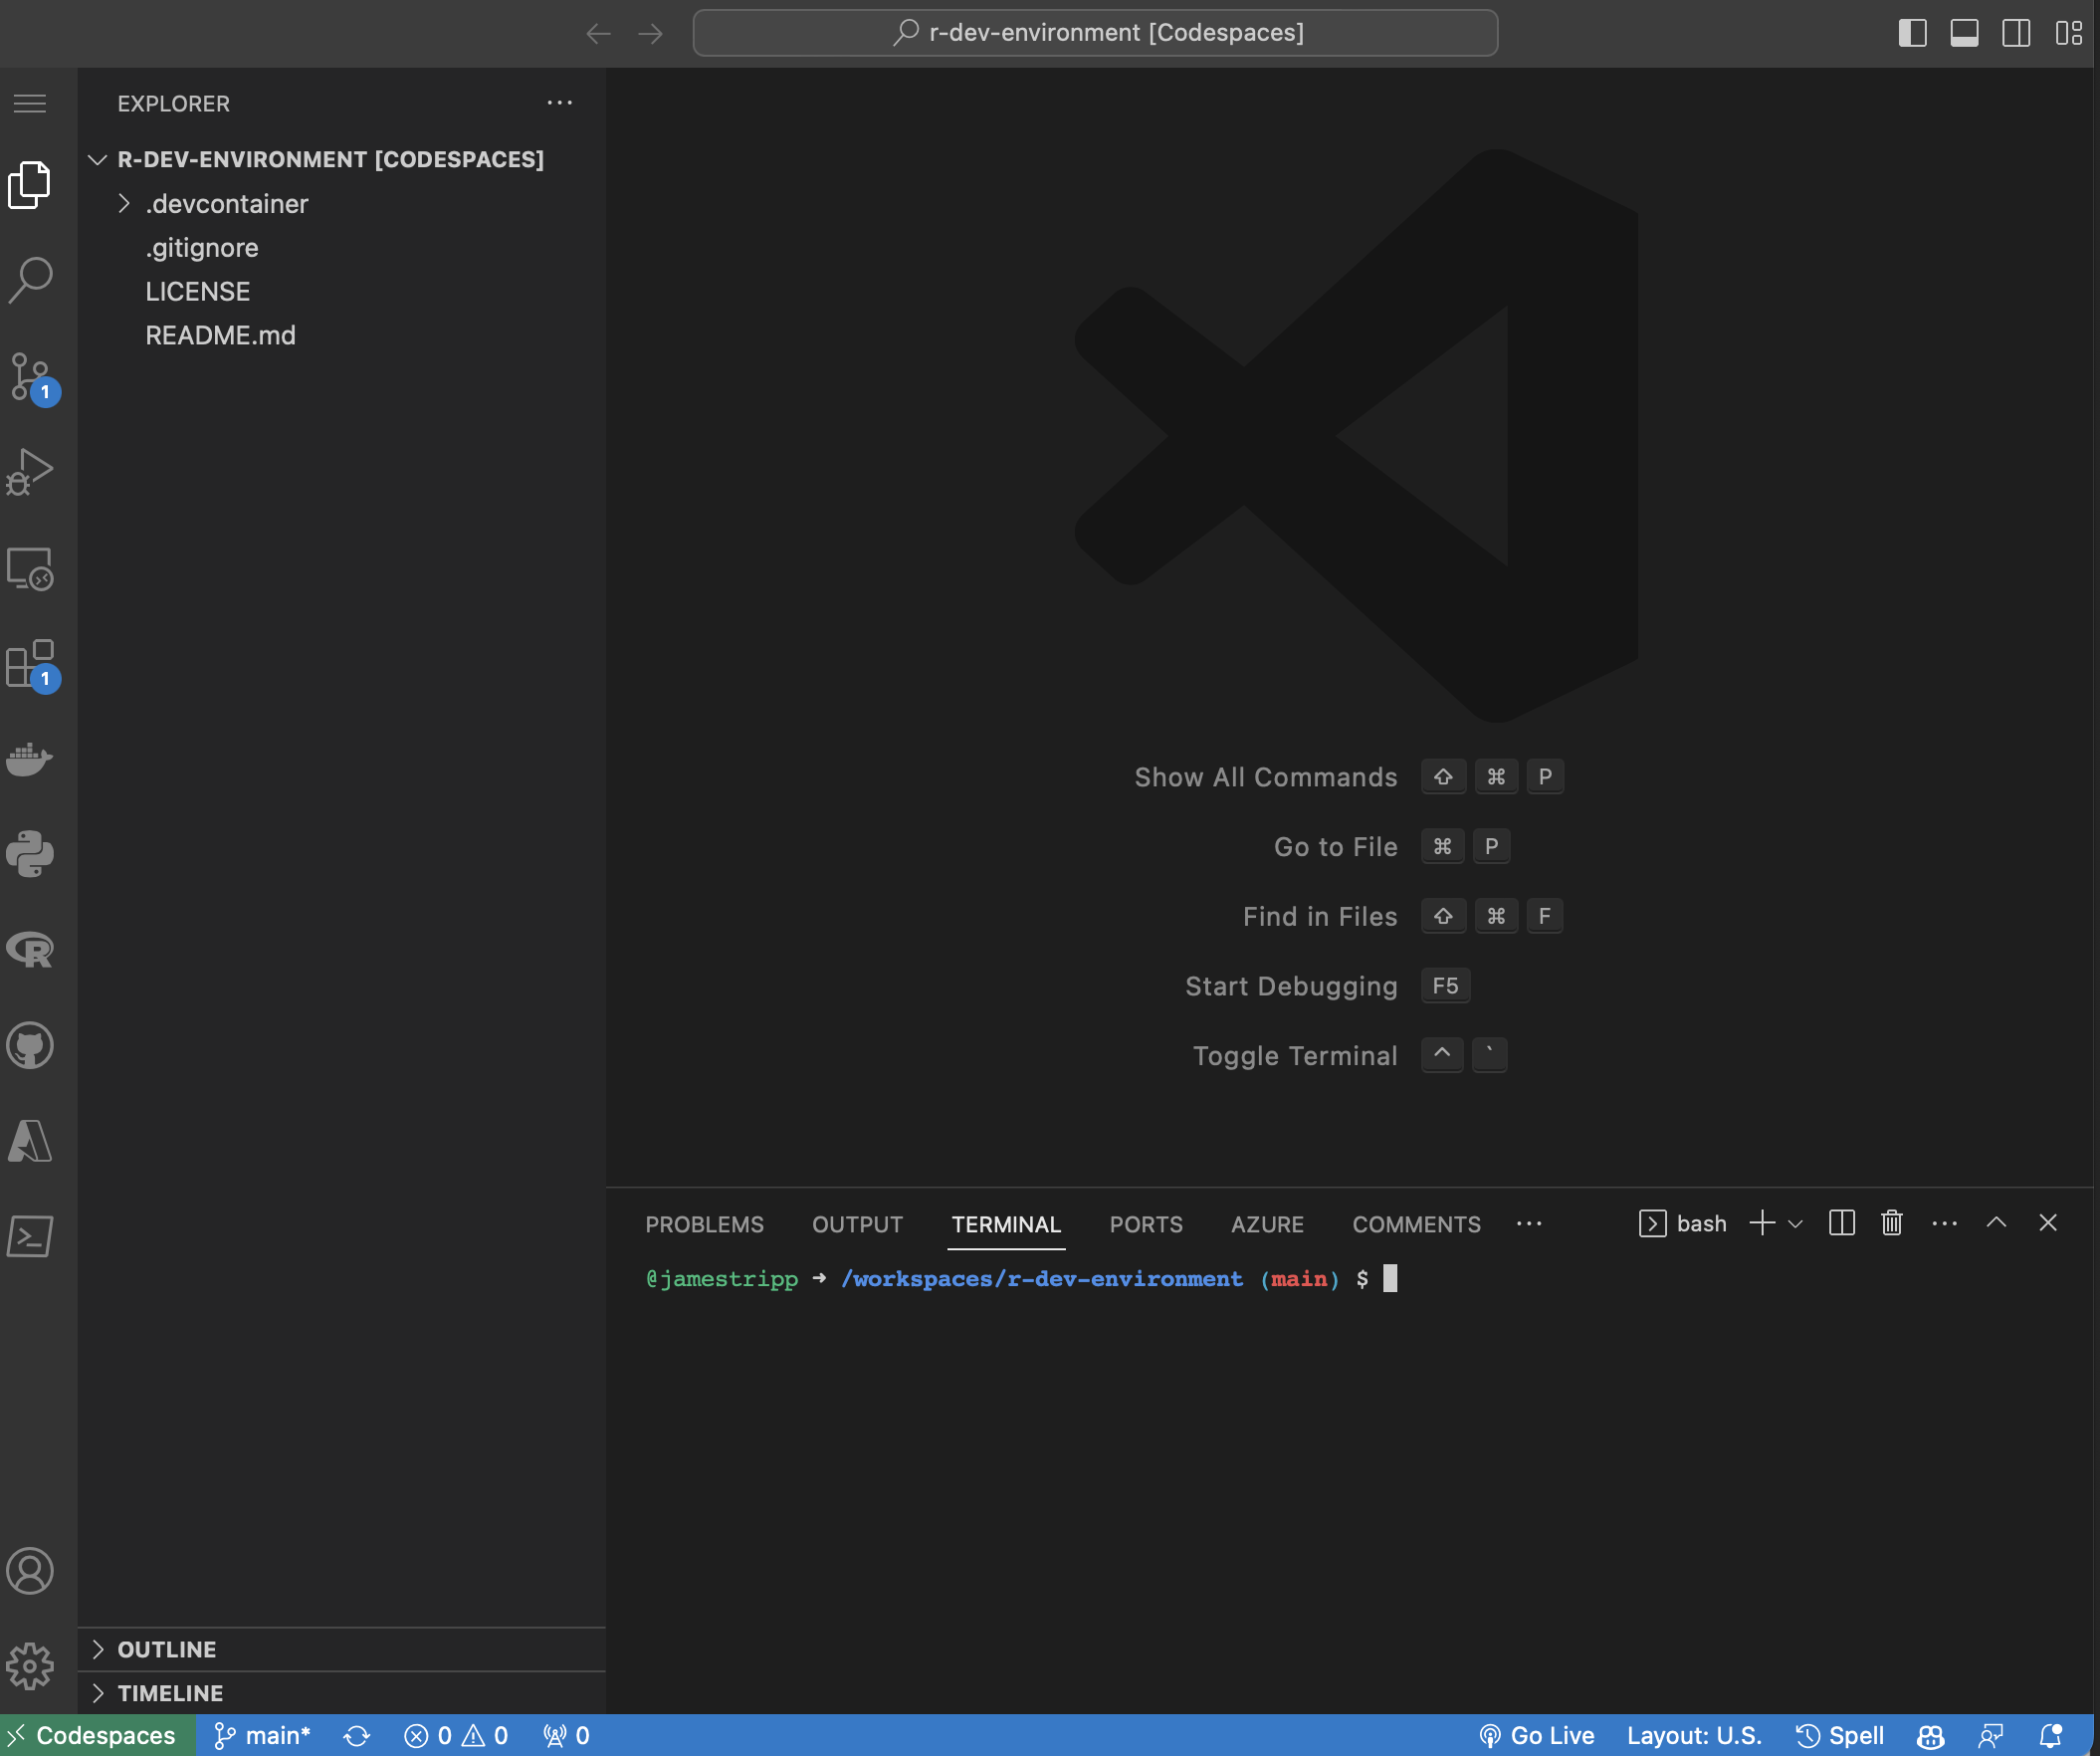 r-dev-environment [Codespaces]
EXPLORER
R-DEV-ENVIRONMENT [CODESPACES]
.devcontainer
.gitignore
LICENSE
README.md
1
1
Show All Commands ⇧ ⌘ P
Go to File ⌘ P
Find in Files ⇧ ⌘ F
Start Debugging F5
Toggle Terminal ^ `
PROBLEMS OUTPUT TERMINAL PORTS AZURE COMMENTS ··· bash
@jamestripp ➜ /workspaces/r-dev-environment (main) $
OUTLINE
TIMELINE
Codespaces main* 0 0 0 Go Live Layout: U.S. Spell